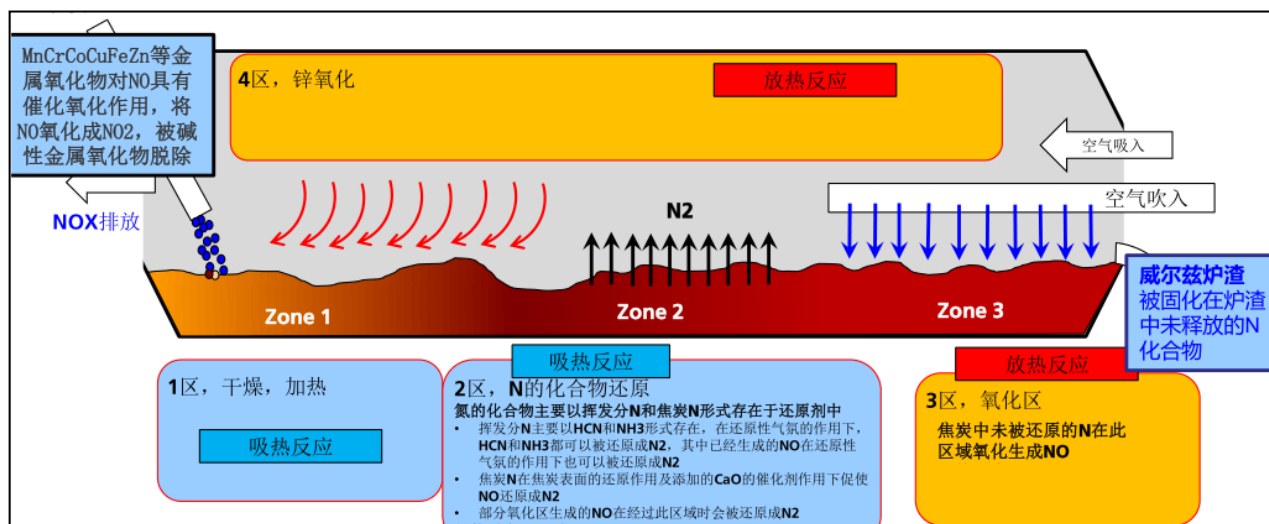 MnCrCoCuFeZn等金
属氧化物对NO具有
催化氧化作用，将
NO氧化成NO2，被碱
性金属氧化物脱除
4区，锌氧化
放热反应
空气吸入
NOX排放
N2
空气吹入
Zone 1
Zone 2
Zone 3
威尔兹炉渣
被固化在炉渣
中未释放的N
化合物
1区，干燥，加热
吸热反应
吸热反应
2区，N的化合物还原
氮的化合物主要以挥发分N和焦炭N形式存在于还原剂中
• 挥发分N主要以HCN和NH3形式存在，在还原性气氛的作用下，
HCN和NH3都可以被还原成N2，其中已经生成的NO在还原性
气氛的作用下也可以被还原成N2
• 焦炭N在焦炭表面的还原作用及添加的CaO的催化剂作用下促使
NO还原成N2
• 部分氧化区生成的NO在经过此区域时会被还原成N2
放热反应
3区，氧化区
焦炭中未被还原的N在此
区域氧化生成NO